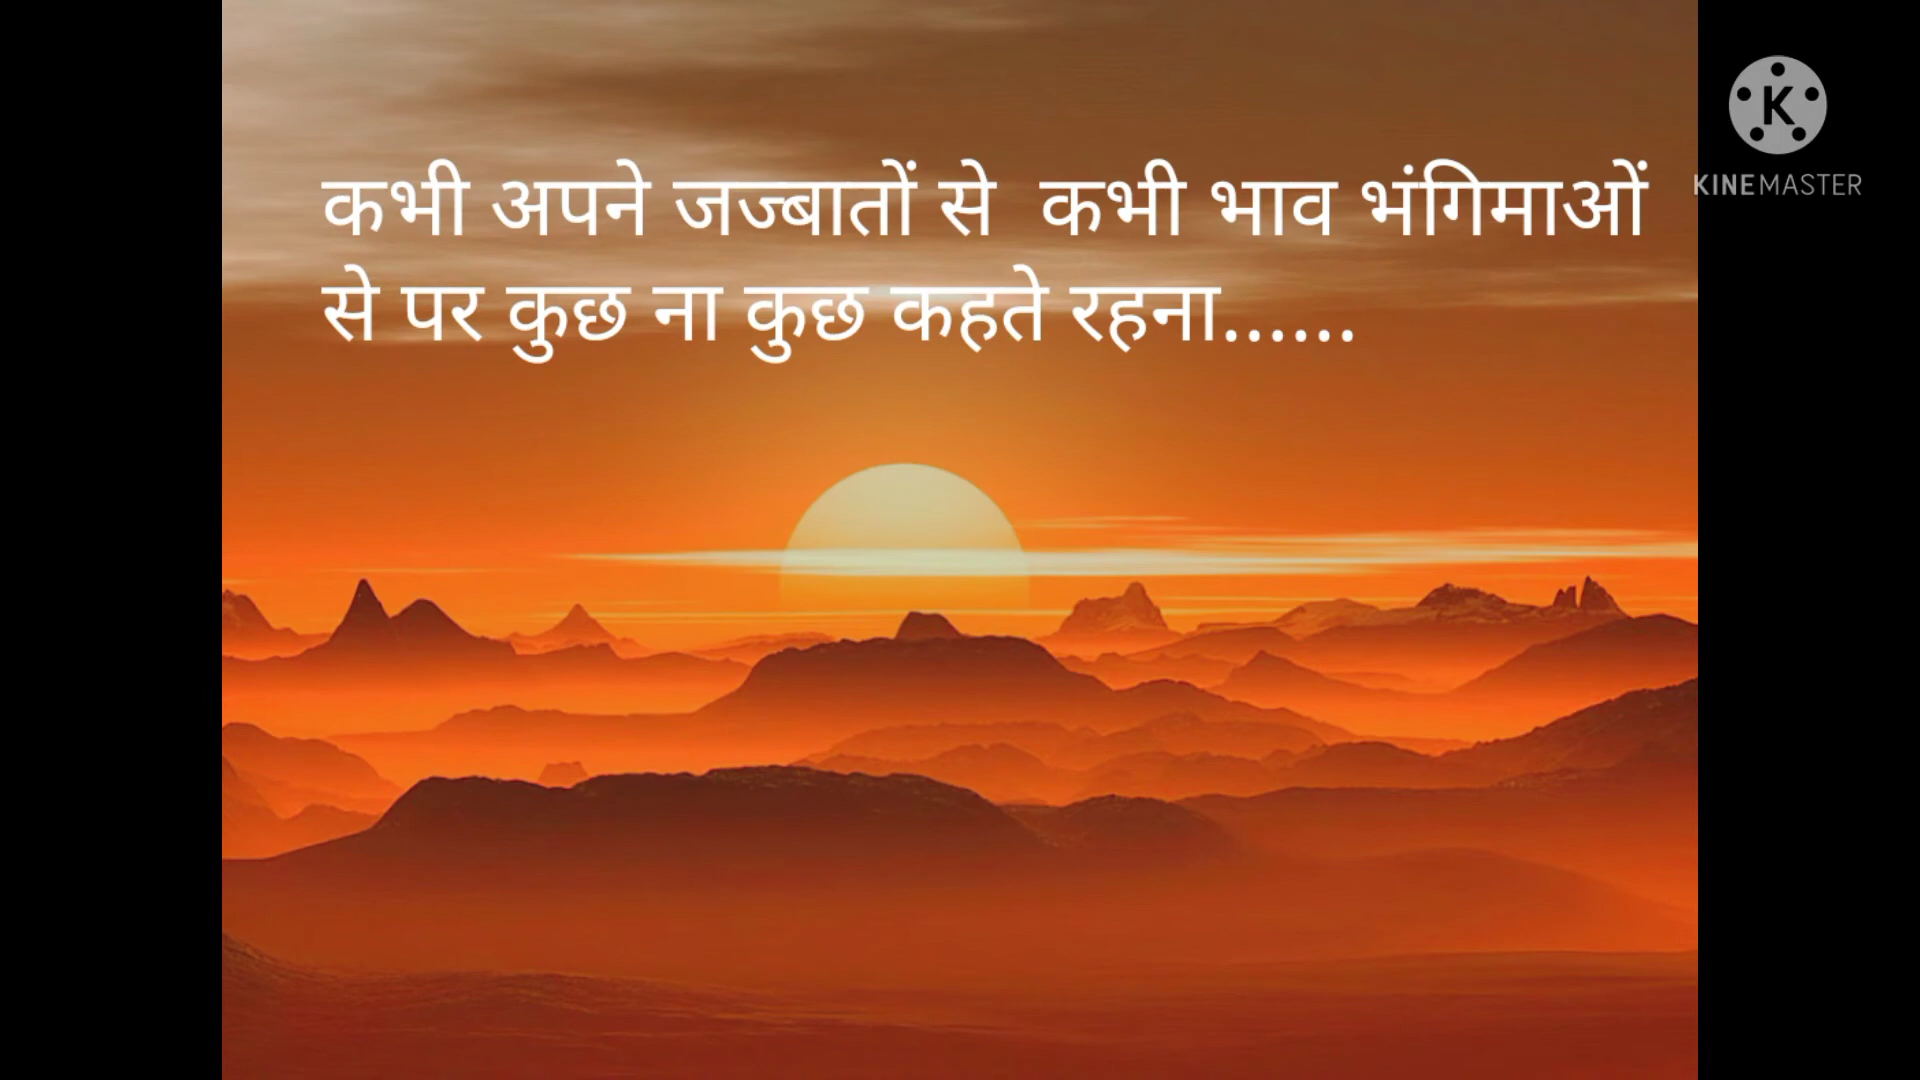 कभी अपने जज्बातों से  कभी भाव भंगिमाओं
से पर कुछ ना कुछ कहते रहना......
K
KINEMASTER